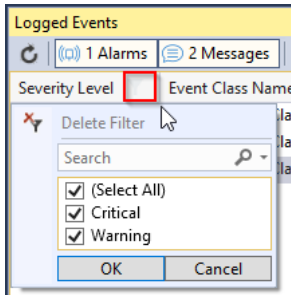 Logged Events
1 Alarms 2 Messages
Severity Level Event Class Name
Delete Filter
Search
(Select All)
Critical
Warning
OK Cancel